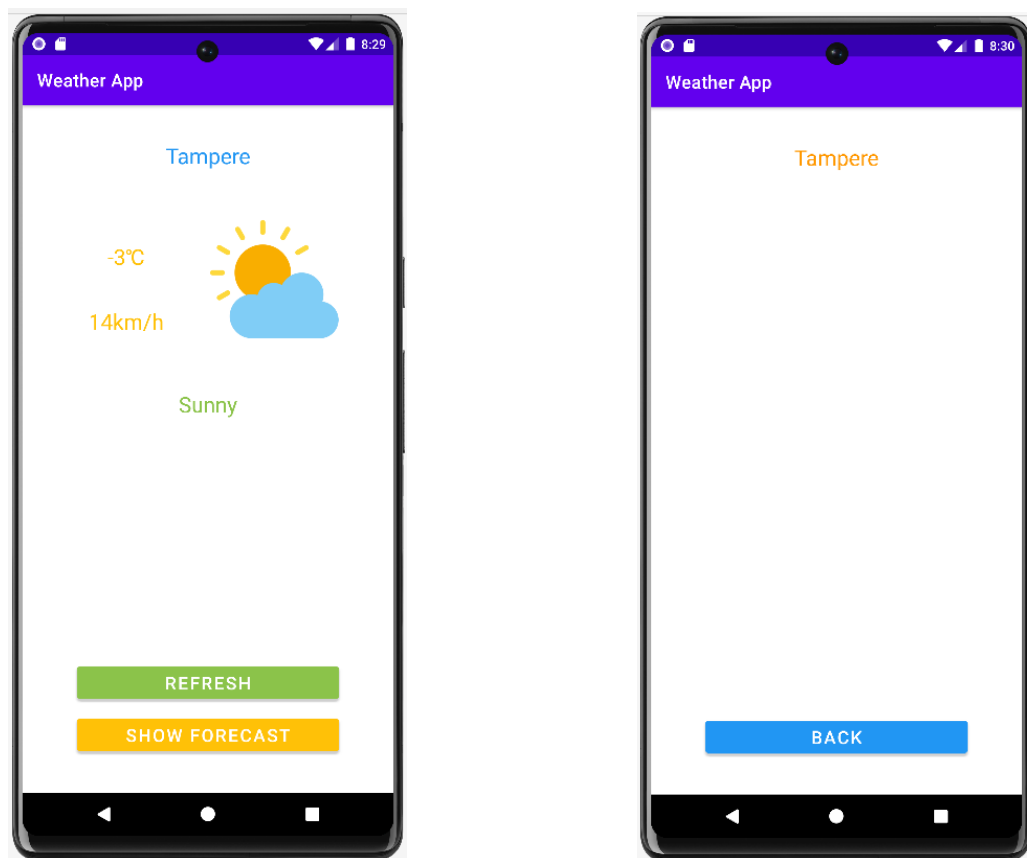 8:29
Weather App
Tampere
-3℃
14km/h
Sunny
REFRESH
SHOW FORECAST
8:30
Weather App
Tampere
BACK